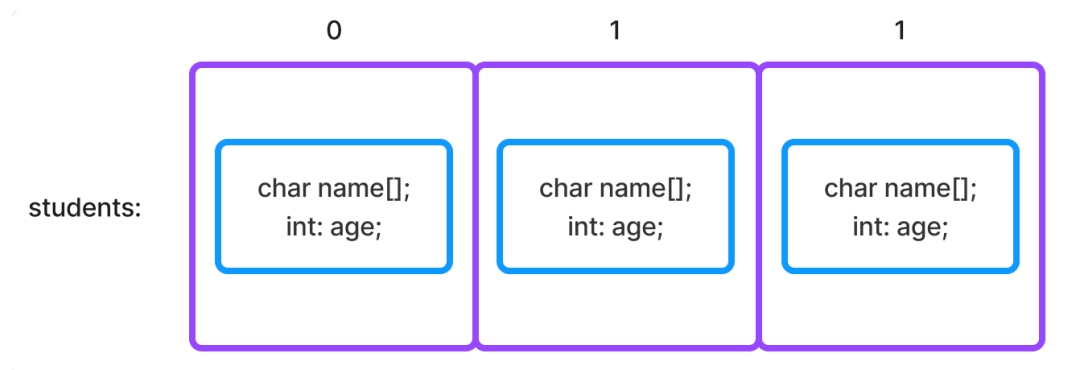 0 1 1
students:
char name[];
int: age;
char name[];
int: age;
char name[];
int: age;